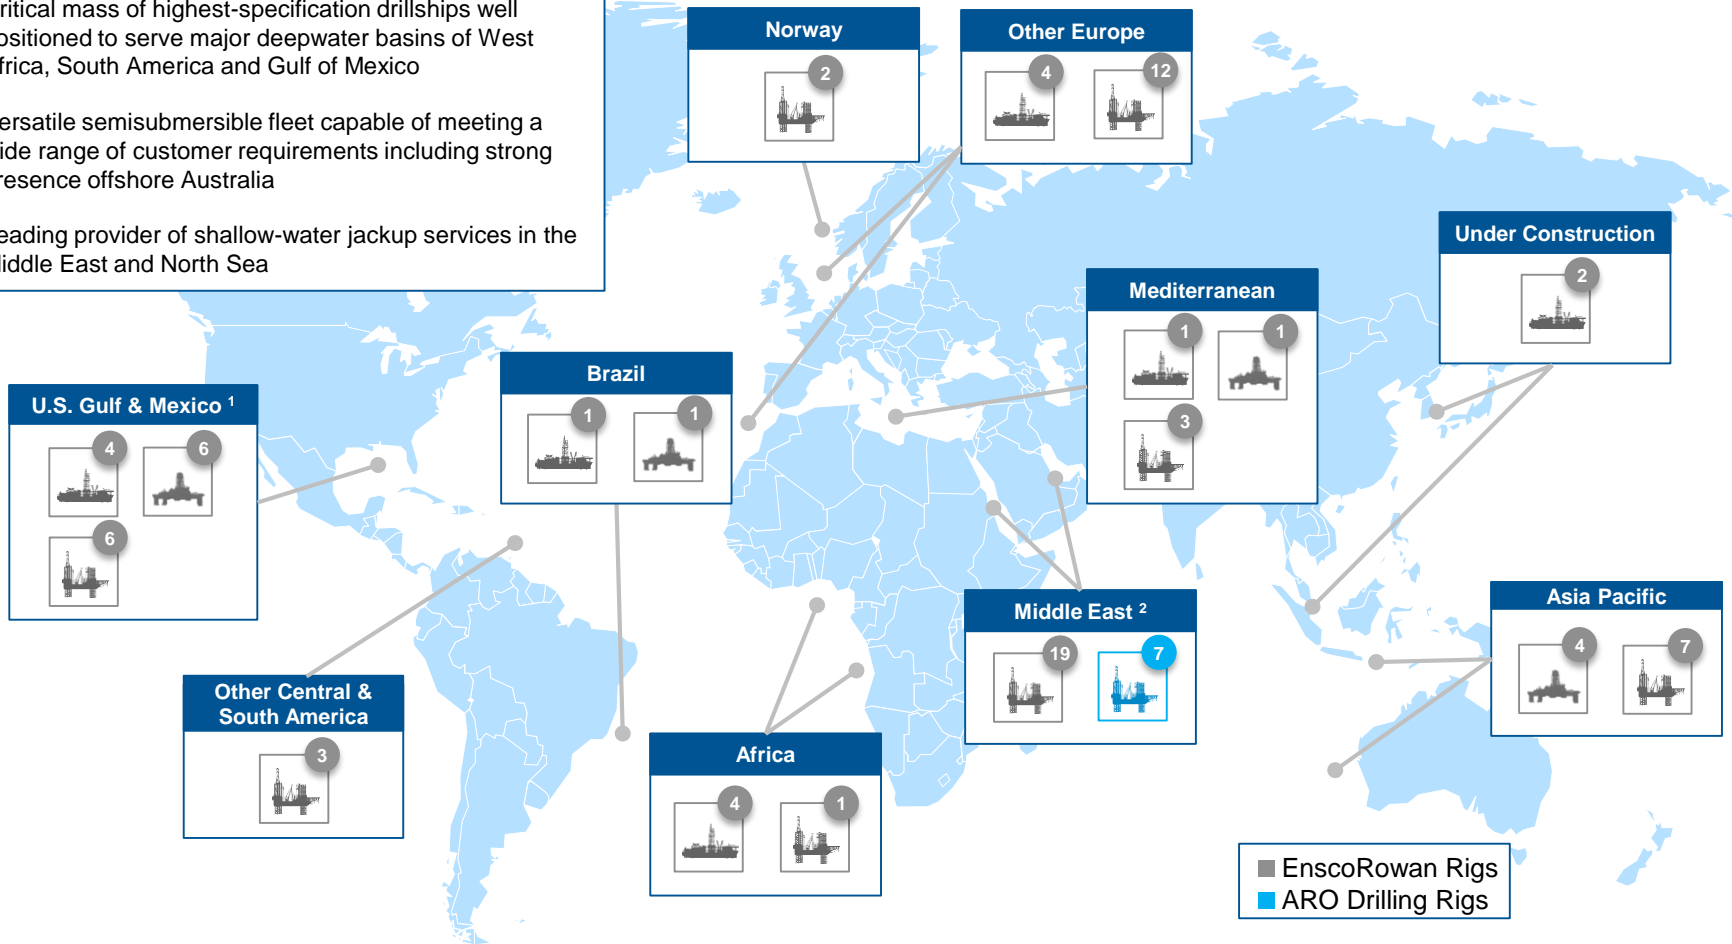 ritical mass of highest-specification drillships well
ositioned to serve major deepwater basins of West
frica, South America and Gulf of Mexico
ersatile semisubmersible fleet capable of meeting a
ide range of customer requirements including strong
resence offshore Australia
eading provider of shallow-water jackup services in the
iddle East and North Sea
Norway
2
Other Europe
4 12
Under Construction
2
Mediterranean
1 1
3
Brazil
1 1
U.S. Gulf & Mexico 1
4 6
6
Middle East 2
19 7
Asia Pacific
4 7
Other Central &
South America
3
Africa
4 1
EnscoRowan Rigs
ARO Drilling Rigs